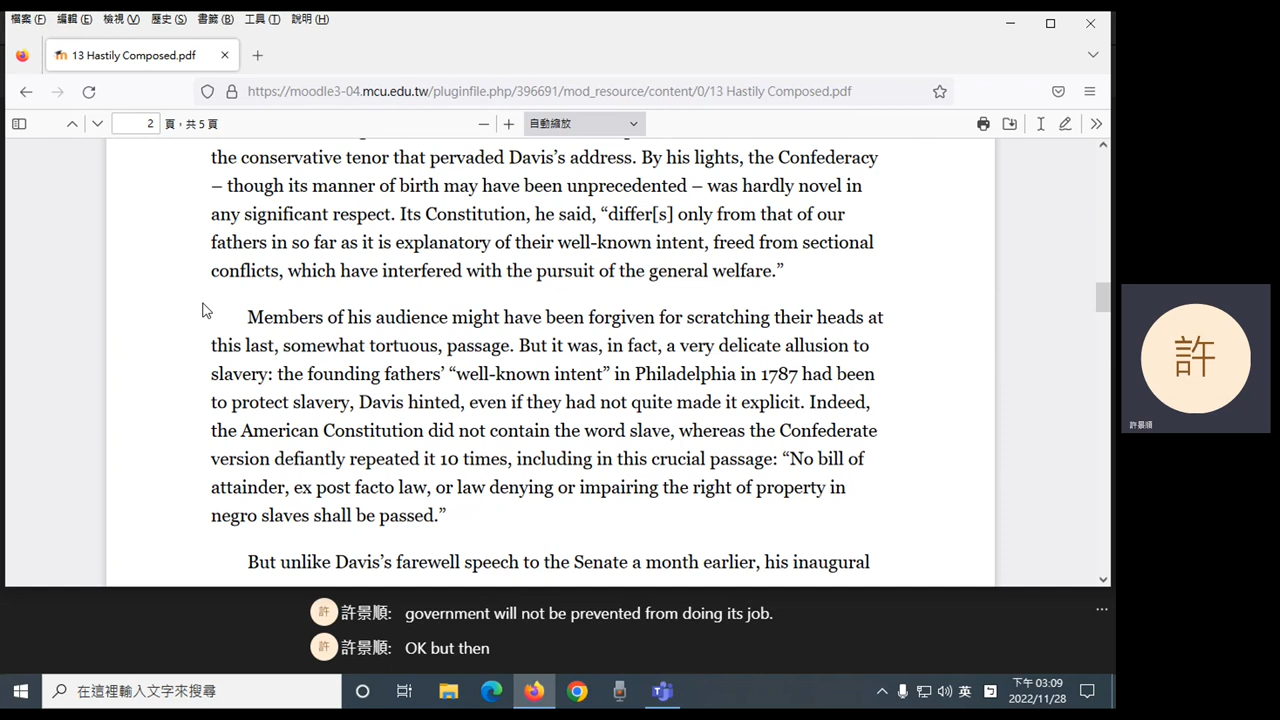 檔案(F) 編輯(E) 檢視(V) 歷史(S) 書籤(B) 工具(T) 說明(H)
13 Hastily Composed.pdf
https://moodle3-04.mcu.edu.tw/pluginfile.php/396691/mod_resource/content/0/13 Hastily Composed.pdf
2 頁，共 5 頁 自動縮放
the conservative tenor that pervaded Davis’s address. By his lights, the Confederacy
– though its manner of birth may have been unprecedented – was hardly novel in
any significant respect. Its Constitution, he said, “differ[s] only from that of our
fathers in so far as it is explanatory of their well-known intent, freed from sectional
conflicts, which have interfered with the pursuit of the general welfare.”
Members of his audience might have been forgiven for scratching their heads at
this last, somewhat tortuous, passage. But it was, in fact, a very delicate allusion to
slavery: the founding fathers’ “well-known intent” in Philadelphia in 1787 had been
to protect slavery, Davis hinted, even if they had not quite made it explicit. Indeed,
the American Constitution did not contain the word slave, whereas the Confederate
version defiantly repeated it 10 times, including in this crucial passage: “No bill of
attainder, ex post facto law, or law denying or impairing the right of property in
negro slaves shall be passed.”
But unlike Davis’s farewell speech to the Senate a month earlier, his inaugural
許
許景順
許 許景順: government will not be prevented from doing its job.
許 許景順: OK but then
在這裡輸入文字來搜尋
英
下午 03:09
2022/11/28